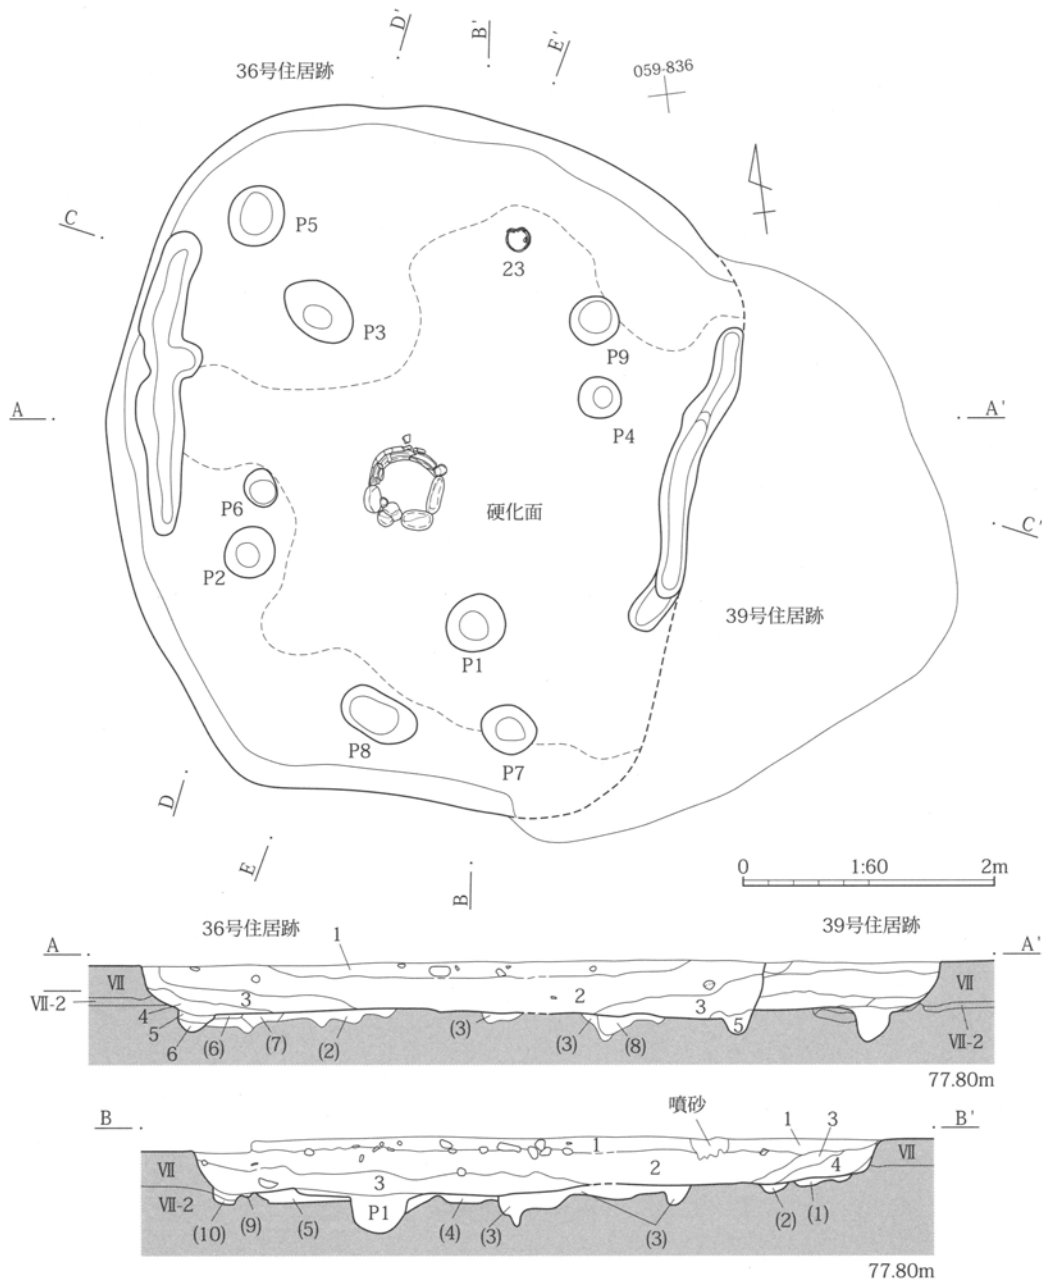 D' B' E'
36号住居跡 059-836
C P5
23
P3 P9
A A'
P4
P6 硬化面
C'
P2
39号住居跡
P1
P8 P7
D
E 0 1:60 2m
B
36号住居跡 39号住居跡
A 1 A'
Ⅶ Ⅶ
Ⅶ-2 3 2 3
4
5 (6) (7) (2) (3) (3) (8) 5 Ⅶ-2
6
77.80m
噴砂
B 1 3 B'
1
Ⅶ 2 4 Ⅶ
3
Ⅶ-2 P1
(10) (9) (5) (4) (3) (3) (2) (1)
77.80m